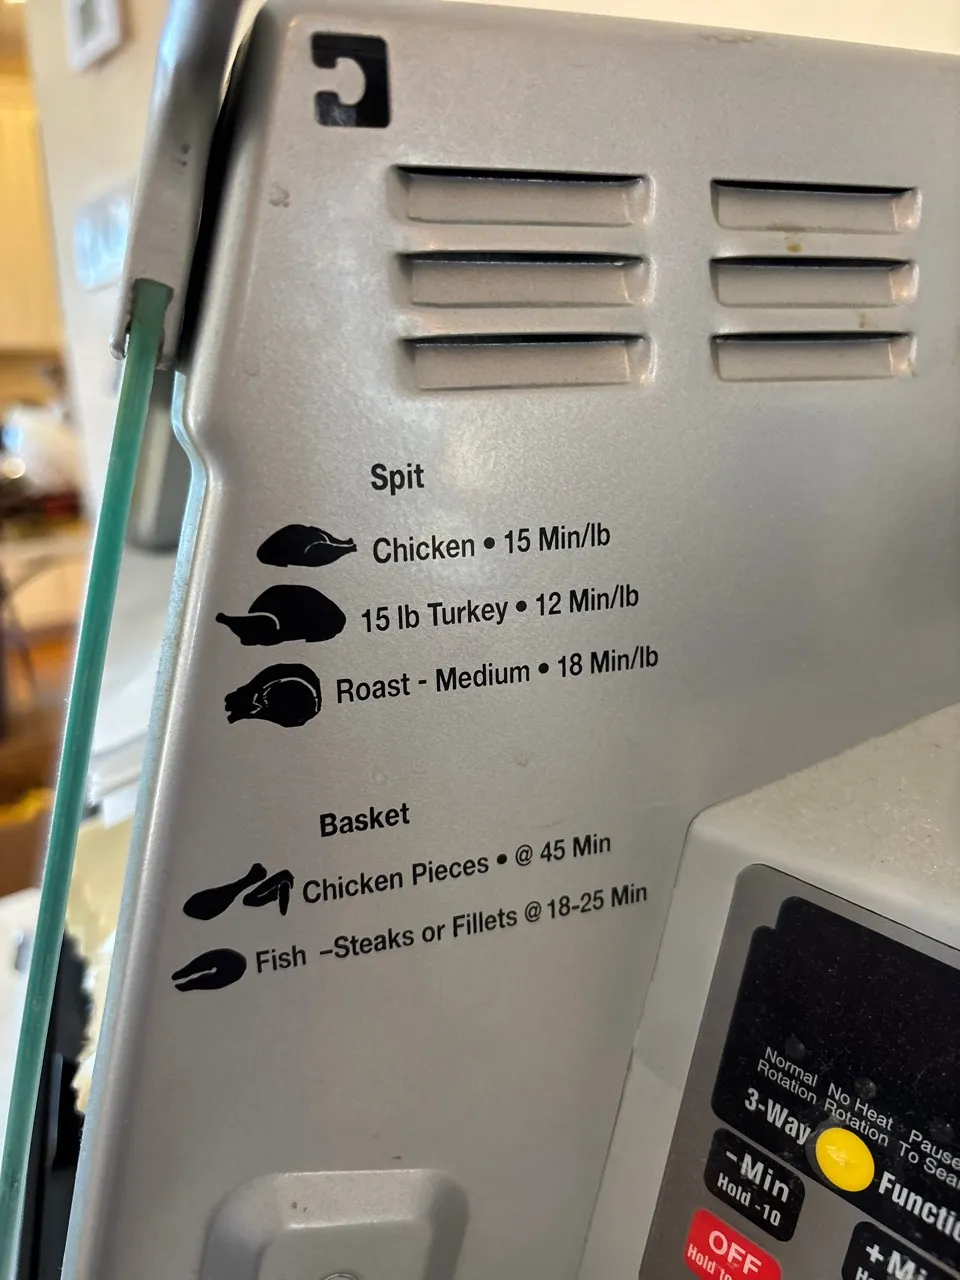 Spit
Chicken • 15 Min/lb
15 lb Turkey • 12 Min/lb
Roast - Medium • 18 Min/lb
Basket
Chicken Pieces • @ 45 Min
Fish –Steaks or Fillets @ 18-25 Min
Normal Rotation
No Heat Rotation
Pause To
3-Way
–Min
Hold -10
OFF
Hold